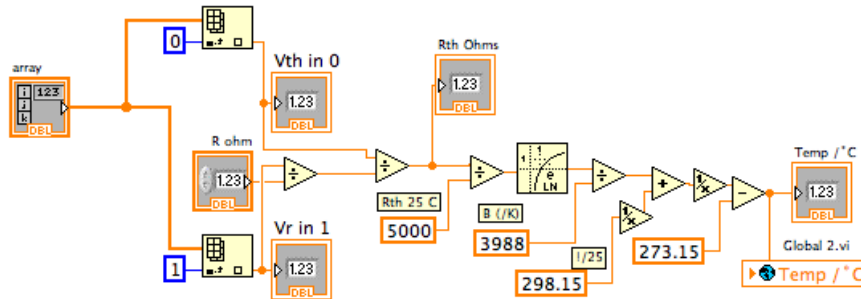 0
array
i
j
k
123
DBL
Vth in 0
1.23
DBL
Rth Ohms
1.23
DBL
R ohm
1.23
DBL
÷
÷
Rth 25 C
5000
÷
1
1
e
LN
B (/K)
3988
÷
!/25
298.15
1/x
+
1/x
273.15
−
Temp /˚C
1.23
DBL
Global 2.vi
Temp /˚C
1
Vr in 1
1.23
DBL